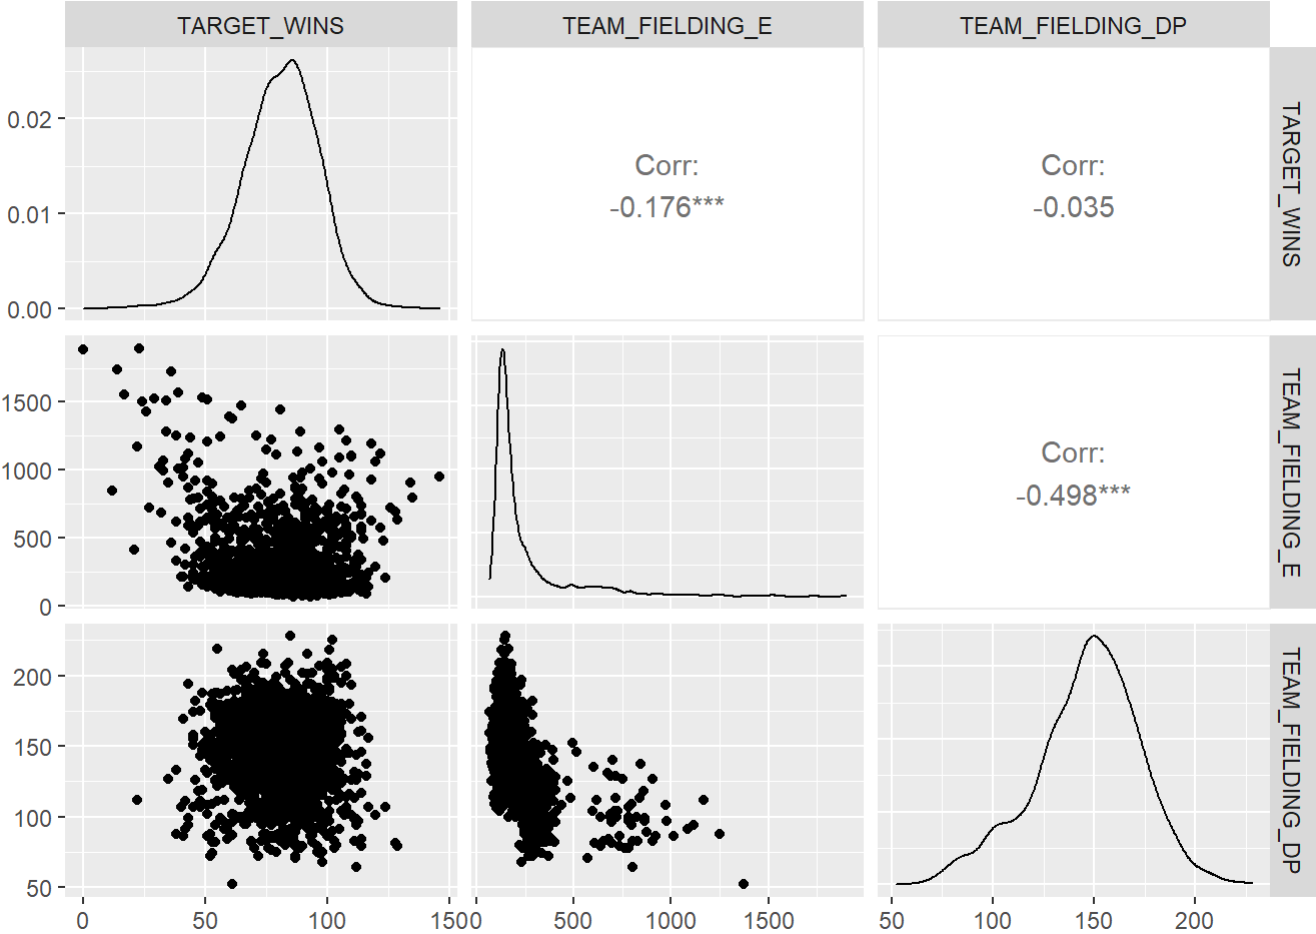 TARGET_WINS
TEAM_FIELDING_E
TEAM_FIELDING_DP
0.02
0.01
0.00
Corr:
-0.176***
Corr:
-0.035
TARGET_WINS
1500
1000
500
0
Corr:
-0.498***
TEAM_FIELDING_E
200
150
100
50
TEAM_FIELDING_DP
0
50
100
150
0
500
1000
1500
50
100
150
200